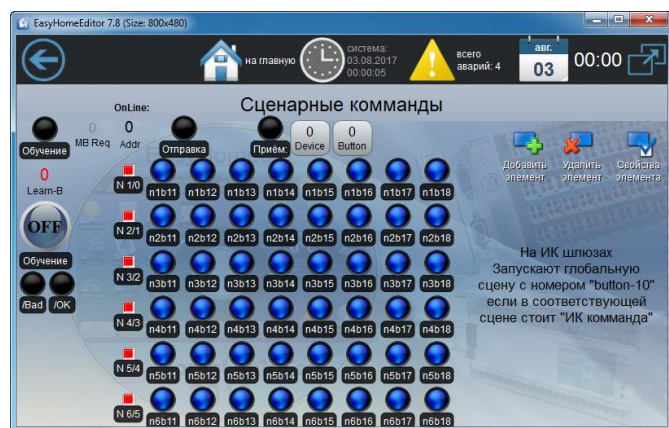 EasyHomeEditor 7.8 (Size: 800x480)
на главную
система:
03.08.2017
00:00:05
всего
аварий: 4
авг.
03
00:00
OnLine:
Сценарные комманды
Обучение
0
MB Req
0
Addr
Отправка
Приём:
0
Device
0
Button
Добавить
элемент
Удалить
элемент
Свойства
элемента
0
Learn-B
OFF
Обучение
/Bad
/OK
N 1/0
n1b11 n1b12 n1b13 n1b14 n1b15 n1b16 n1b17 n1b18
N 2/1
n2b11 n2b12 n2b13 n2b14 n2b15 n2b16 n2b17 n2b18
N 3/2
n3b11 n3b12 n3b13 n3b14 n3b15 n3b16 n3b17 n3b18
N 4/3
n4b11 n4b12 n4b13 n4b14 n4b15 n4b16 n4b17 n4b18
N 5/4
n5b11 n5b12 n5b13 n5b14 n5b15 n5b16 n5b17 n5b18
N 6/5
n6b11 n6b12 n6b13 n6b14 n6b15 n6b16 n6b17 n6b18
На ИК шлюзах
Запускают глобальную
сцену с номером "button-10"
если в соответствующей
сцене стоит "ИК комманда"